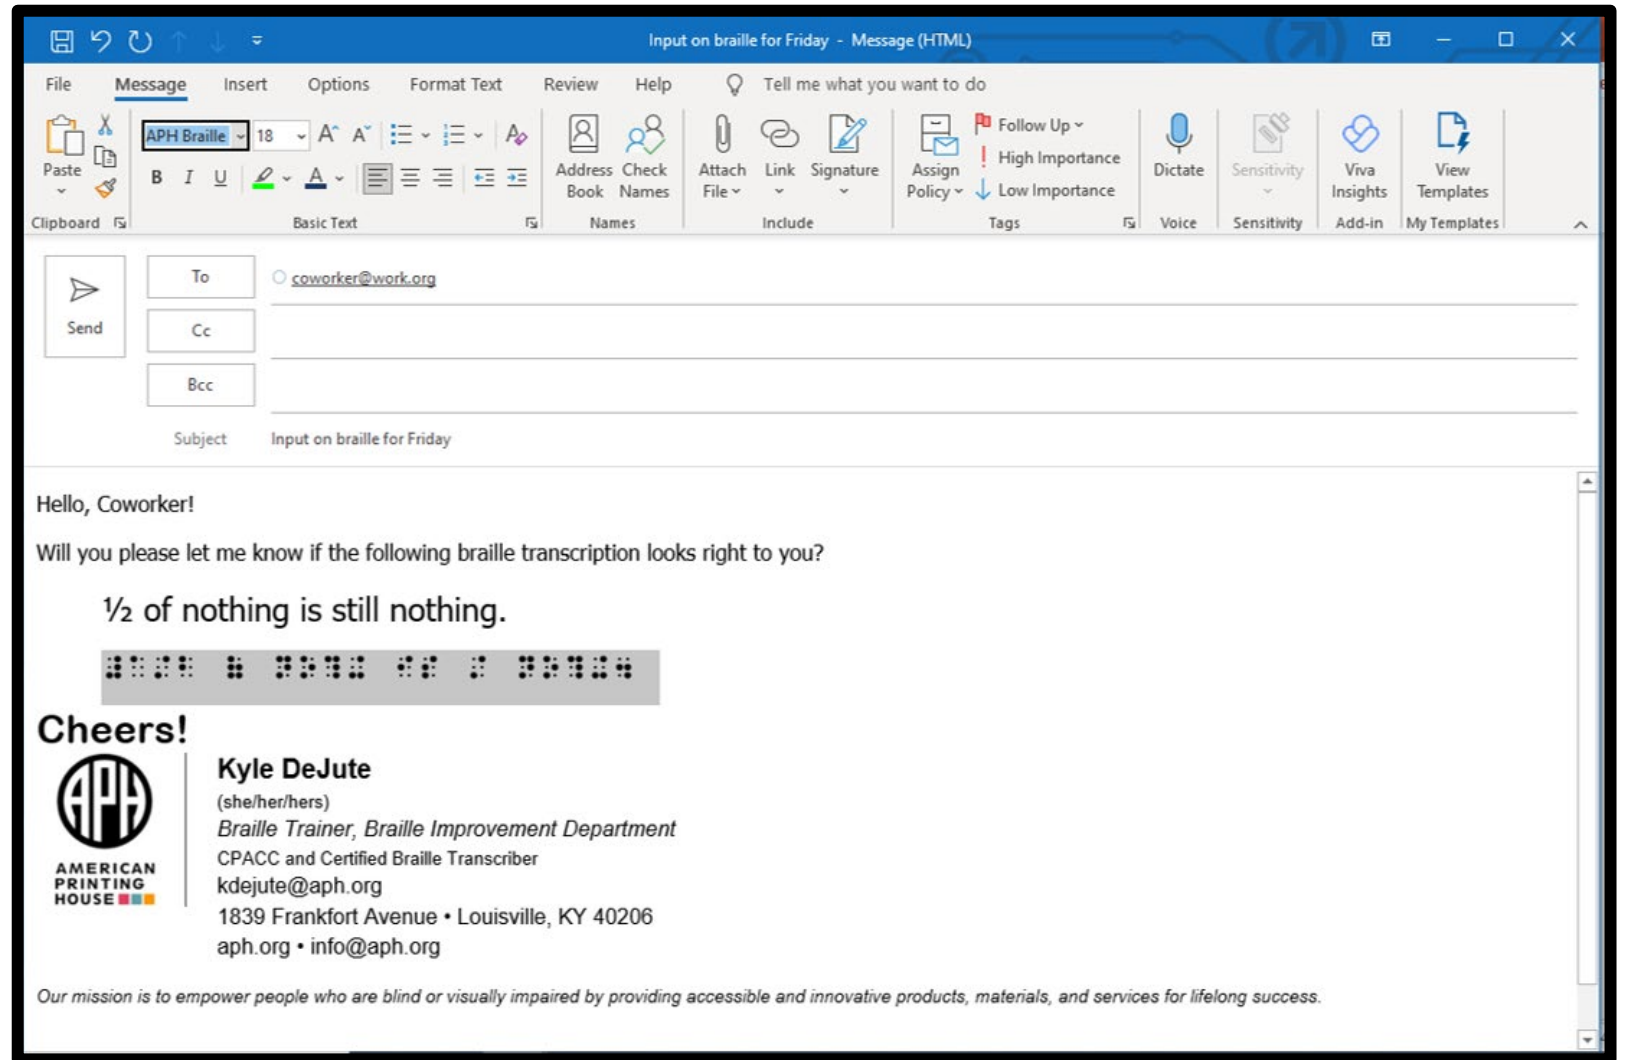 Input on braille for Friday - Message (HTML)
File Message Insert Options Format Text Review Help Tell me what you want to do
APH Braille 18
Follow Up
High Importance
Low Importance
Paste
B I U
Address Book
Check Names
Attach File
Link
Signature
Assign Policy
Dictate
Sensitivity
Viva Insights
View Templates
Clipboard Basic Text Names Include Tags Voice Sensitivity Add-in My Templates
To coworker@work.org
Send
Cc
Bcc
Subject Input on braille for Friday
Hello, Coworker!
Will you please let me know if the following braille transcription looks right to you?
½ of nothing is still nothing.
⠼⠁⠌⠃ ⠷ ⠝⠕⠹⠬ ⠊⠎ ⠌ ⠝⠕⠹⠬⠲
Cheers!
APH
AMERICAN
PRINTING
HOUSE
Kyle DeJute
(she/her/hers)
Braille Trainer, Braille Improvement Department
CPACC and Certified Braille Transcriber
kdejute@aph.org
1839 Frankfort Avenue • Louisville, KY 40206
aph.org • info@aph.org
Our mission is to empower people who are blind or visually impaired by providing accessible and innovative products, materials, and services for lifelong success.